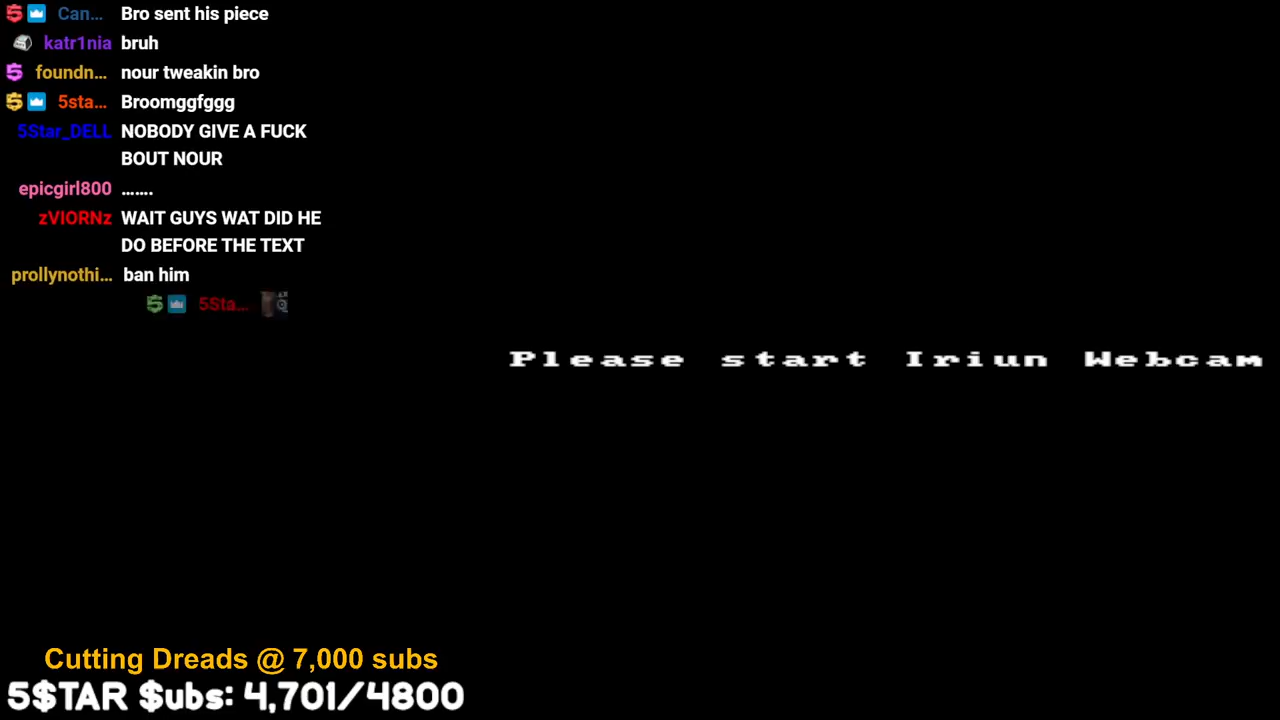 Can… Bro sent his piece
katr1nia bruh
foundn… nour tweakin bro
5sta… Broomggfggg
5Star_DELL NOBODY GIVE A FUCK
BOUT NOUR
epicgirl800 …….
zVIORNz WAIT GUYS WAT DID HE
DO BEFORE THE TEXT
prollynothi… ban him
5Sta…
Please start Iriun Webcam
Cutting Dreads @ 7,000 subs
5$TAR $ubs: 4,701/4800